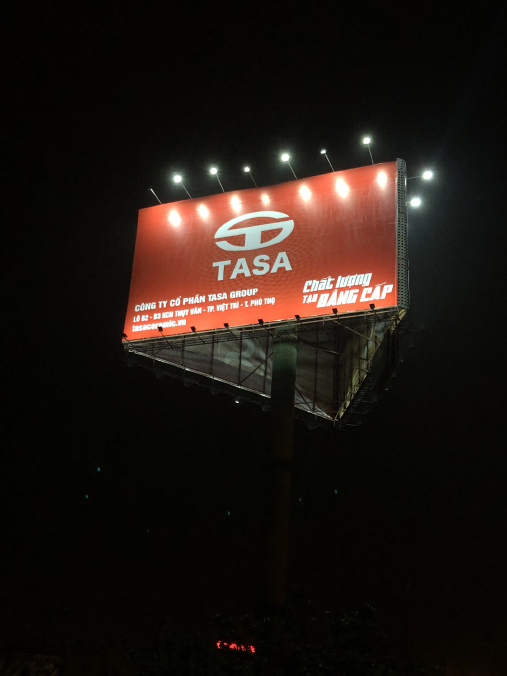 TASA
CÔNG TY CỔ PHẦN TASA GROUP
LÔ B2 - B3 KCN THỤY VÂN - TP. VIỆT TRÌ - T. PHÚ THỌ
tasaceramic.vn
Chất lượng
TẠO ĐẲNG CẤP